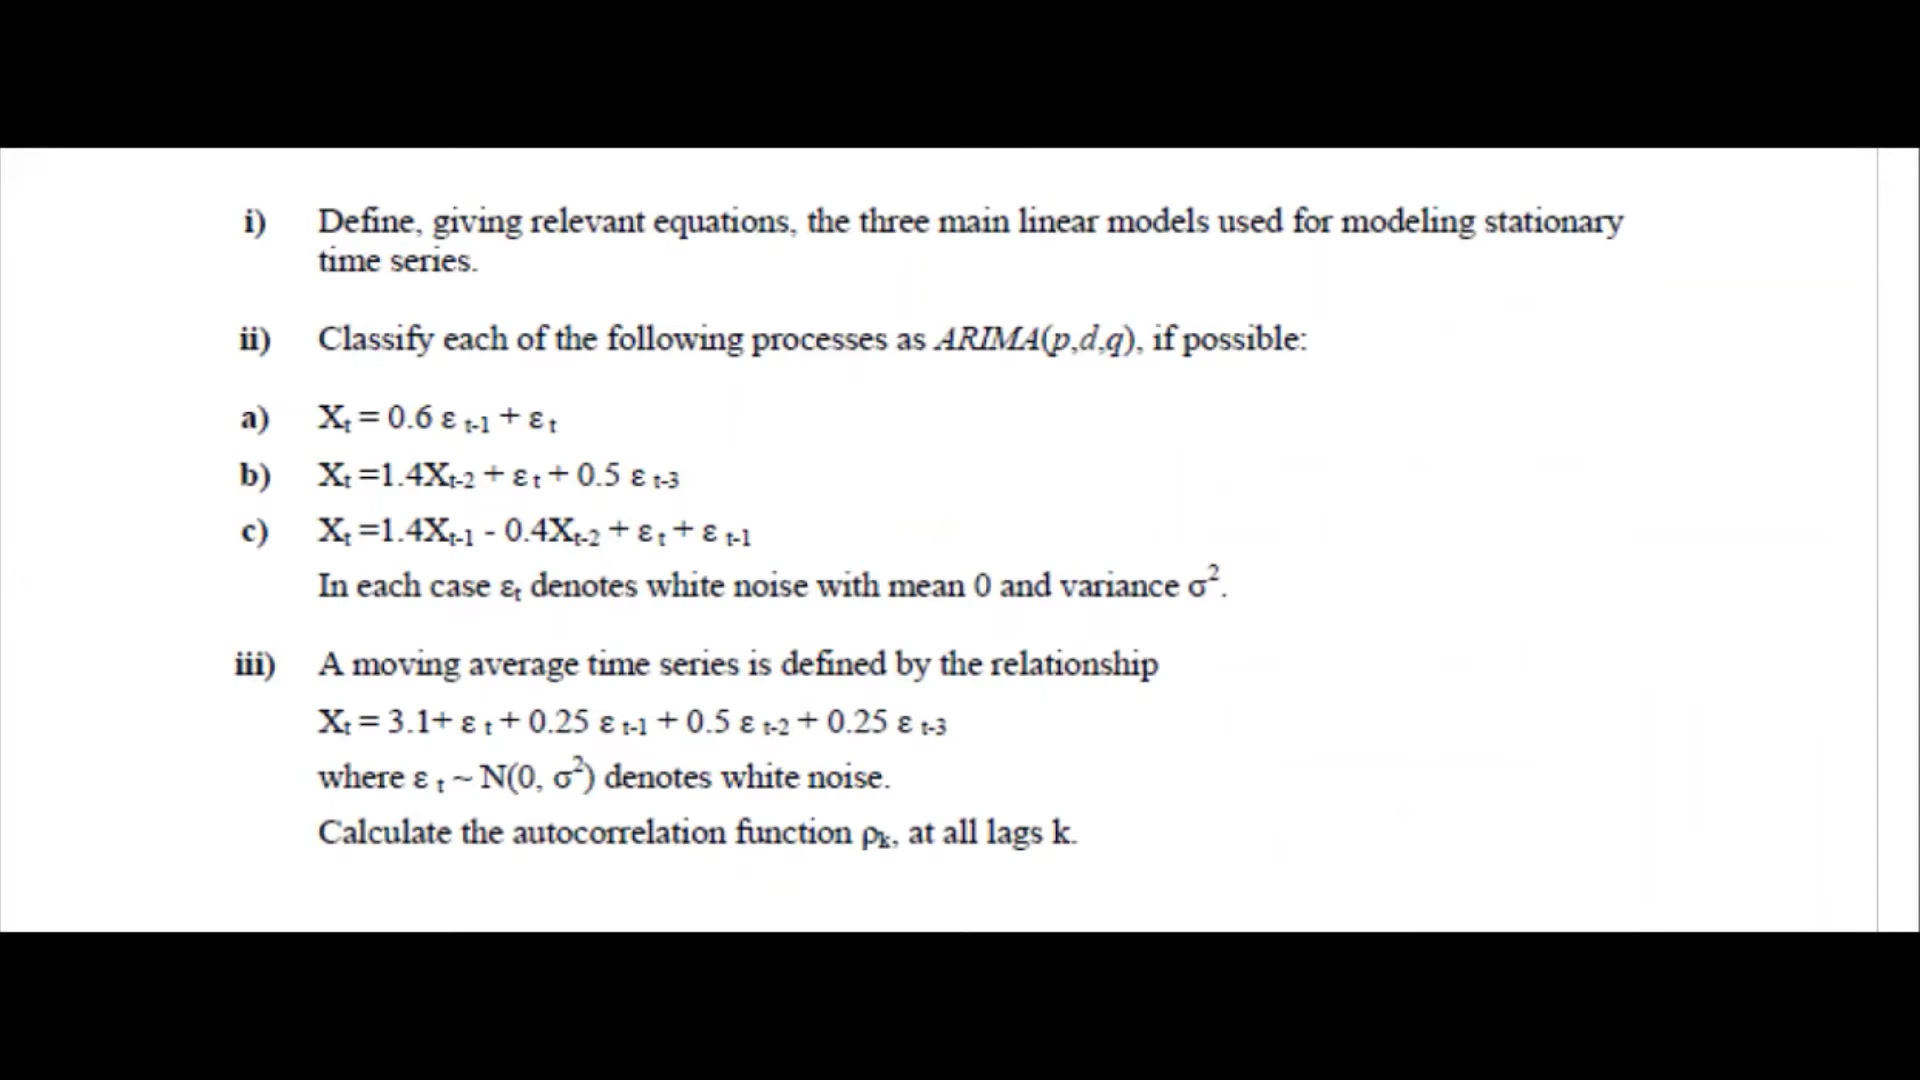 i) Define, giving relevant equations, the three main linear models used for modeling stationary
time series.
ii) Classify each of the following processes as ARIMA(p,d,q), if possible:
a) Xₜ = 0.6 ε ₜ₋₁ + ε ₜ
b) Xₜ =1.4Xₜ₋₂ + ε ₜ + 0.5 ε ₜ₋₃
c) Xₜ =1.4Xₜ₋₁ - 0.4Xₜ₋₂ + ε ₜ + ε ₜ₋₁
In each case εₜ denotes white noise with mean 0 and variance σ².
iii) A moving average time series is defined by the relationship
Xₜ = 3.1+ ε ₜ + 0.25 ε ₜ₋₁ + 0.5 ε ₜ₋₂ + 0.25 ε ₜ₋₃
where ε ₜ ~ N(0, σ²) denotes white noise.
Calculate the autocorrelation function ρₖ, at all lags k.